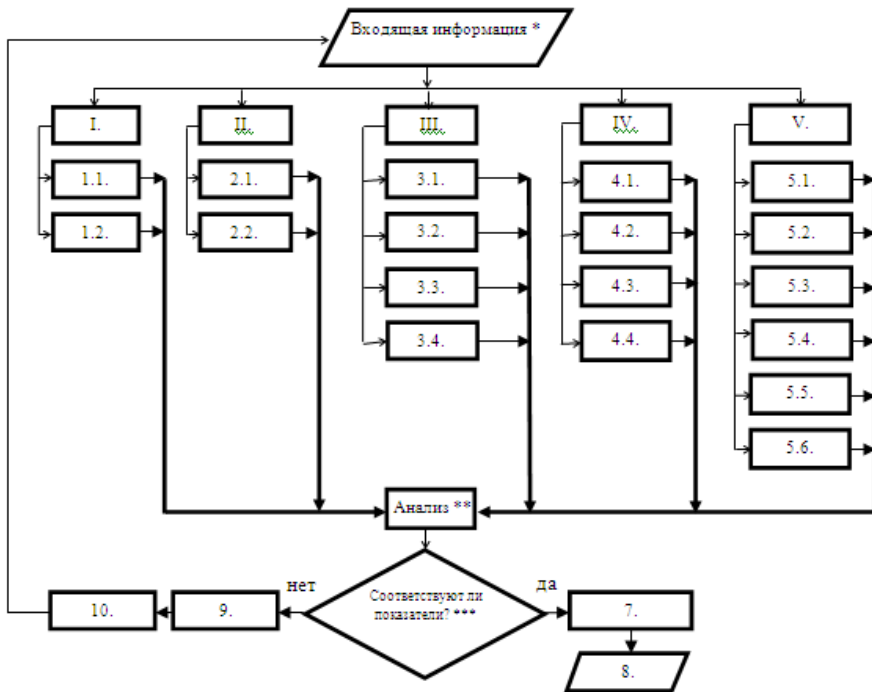 Входящая информация *
I.
II.
III.
IV.
V.
1.1.
2.1.
3.1.
4.1.
5.1.
1.2.
2.2.
3.2.
4.2.
5.2.
3.3.
4.3.
5.3.
3.4.
4.4.
5.4.
5.5.
5.6.
Анализ **
нет
Соответствуют ли
показатели? ***
да
10.
9.
7.
8.